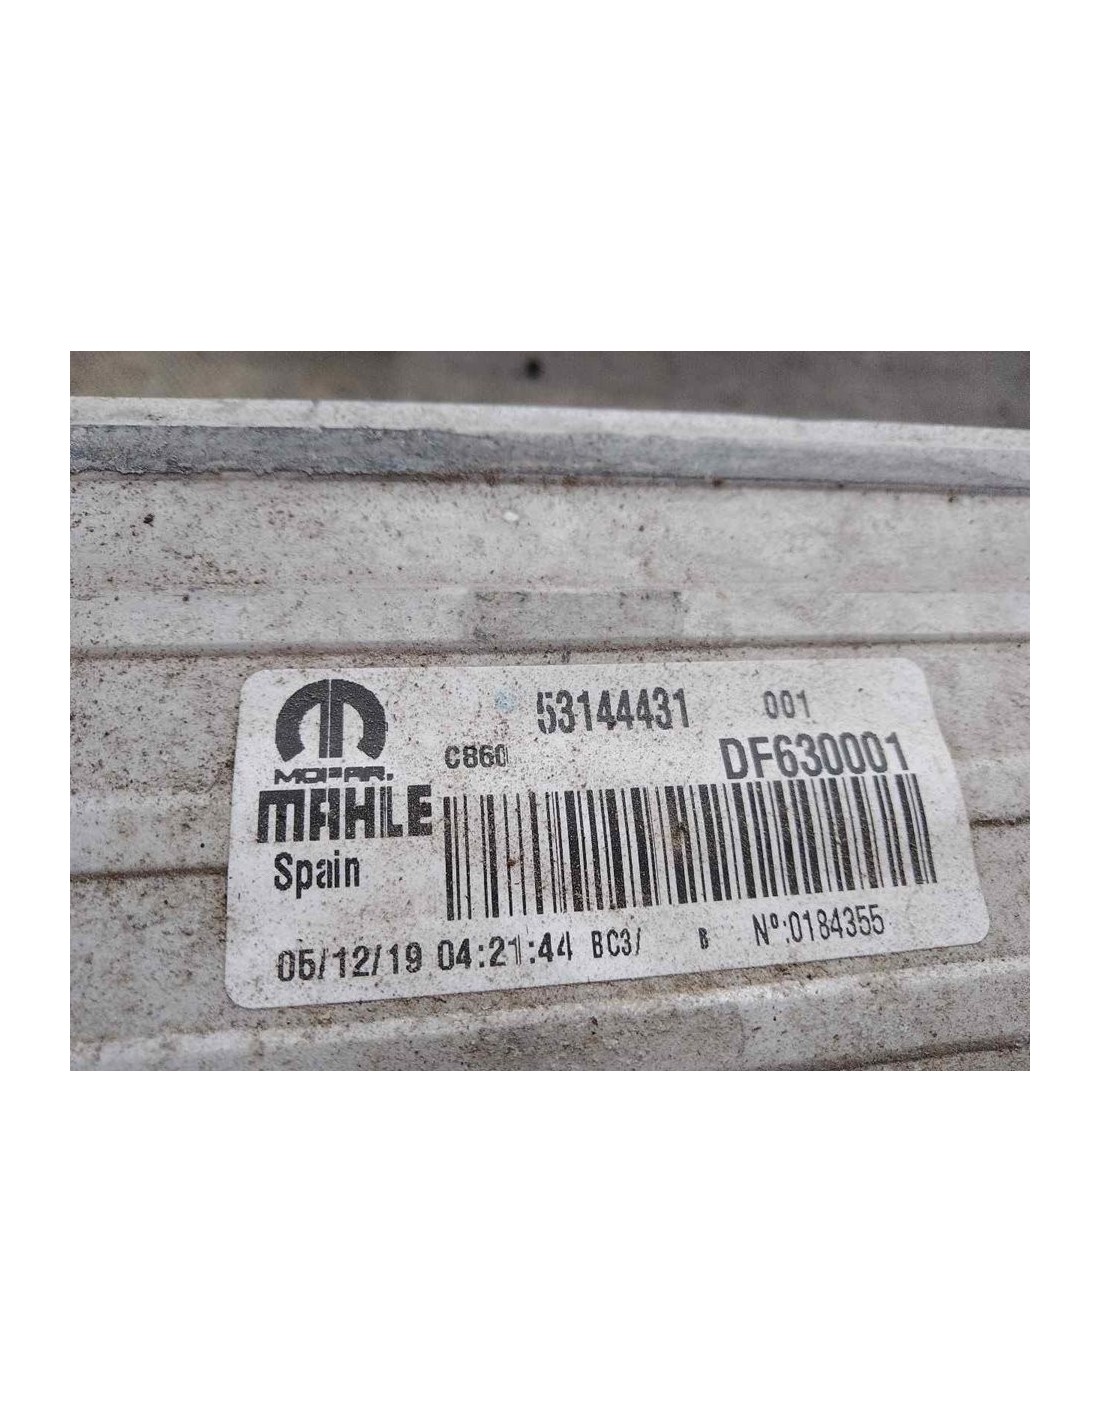 53144431 001
C860 DF630001
MOPAR.
MAHLE
Spain
05/12/19 04:21:44 BC3/ B Nº:0184355